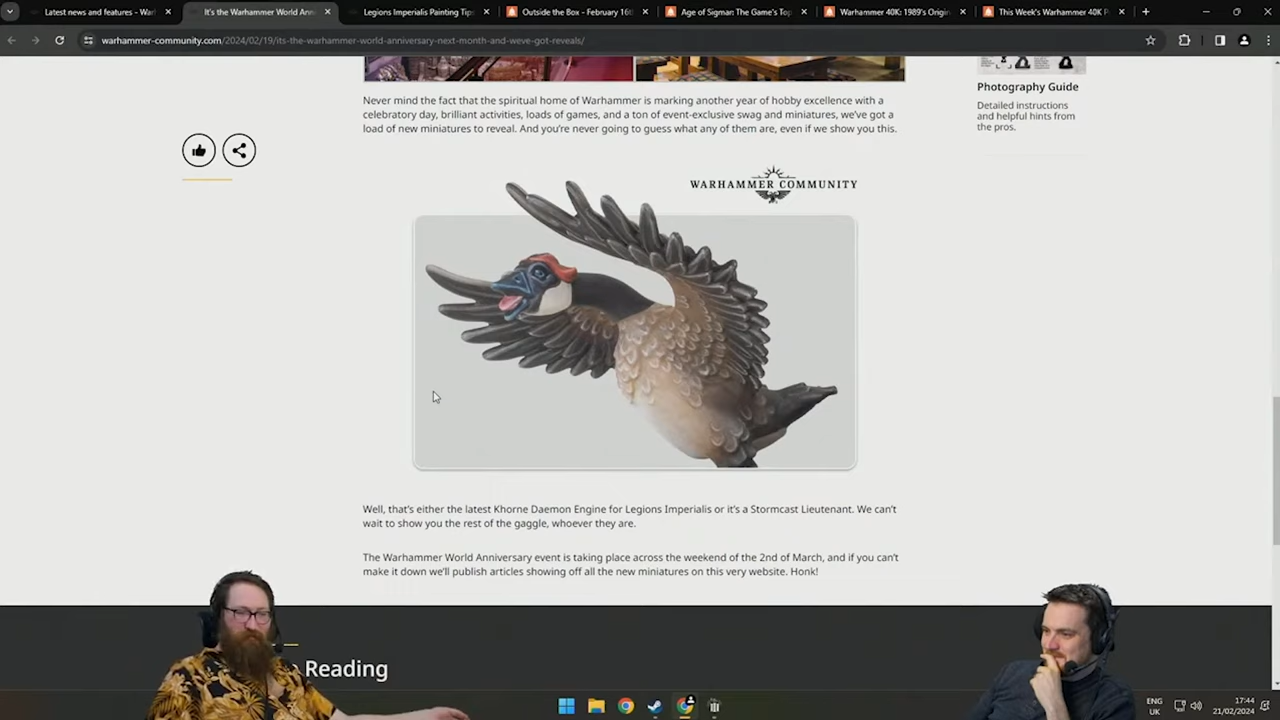 Latest news and features - War
It's the Warhammer World Ann
Legions Imperialis Painting Tips
Outside the Box - February 16t
Age of Sigmar: The Game's Top
Warhammer 40K: 1989's Origin
This Week's Warhammer 40K P
warhammer-community.com/2024/02/19/its-the-warhammer-world-anniversary-next-month-and-weve-got-reveals/
Never mind the fact that the spiritual home of Warhammer is marking another year of hobby excellence with a
celebratory day, brilliant activities, loads of games, and a ton of event-exclusive swag and miniatures, we've got a
load of new miniatures to reveal. And you're never going to guess what any of them are, even if we show you this.
Photography Guide
Detailed instructions
and helpful hints from
the pros.
WARHAMMER COMMUNITY
Well, that's either the latest Khorne Daemon Engine for Legions Imperialis or it's a Stormcast Lieutenant. We can't
wait to show you the rest of the gaggle, whoever they are.
The Warhammer World Anniversary event is taking place across the weekend of the 2nd of March, and if you can't
make it down we'll publish articles showing off all the new miniatures on this very website. Honk!
Reading
ENG
UK
17:44
21/02/2024